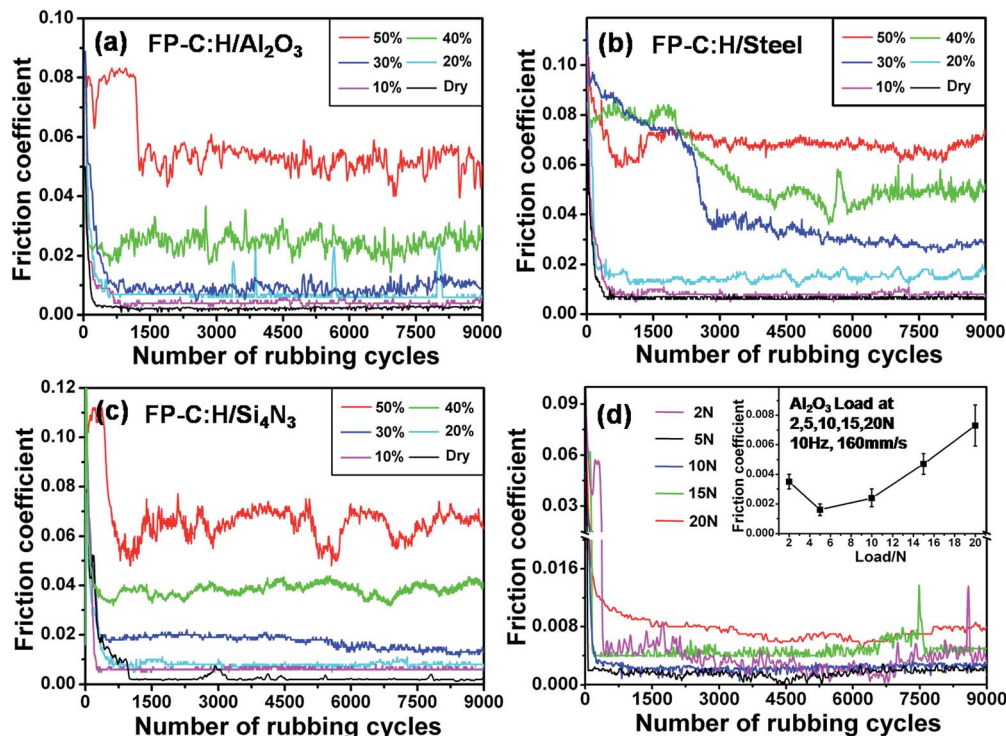 (a) FP-C:H/Al2O3
50% 40%
30% 20%
10% Dry
Friction coefficient
0.10
0.08
0.06
0.04
0.02
0.00
0 1500 3000 4500 6000 7500 9000
Number of rubbing cycles
(b) FP-C:H/Steel
50% 40%
30% 20%
10% Dry
Friction coefficient
0.10
0.08
0.06
0.04
0.02
0.00
0 1500 3000 4500 6000 7500 9000
Number of rubbing cycles
(c) FP-C:H/Si4N3
50% 40%
30% 20%
10% Dry
Friction coefficient
0.12
0.10
0.08
0.06
0.04
0.02
0.00
0 1500 3000 4500 6000 7500 9000
Number of rubbing cycles
(d)
2N
5N
10N
15N
20N
Friction coefficient
0.09
0.06
0.03
0.016
0.008
0.000
0 1500 3000 4500 6000 7500 9000
Number of rubbing cycles
Al2O3 Load at
2,5,10,15,20N
10Hz, 160mm/s
Friction coefficient
0.008
0.006
0.004
0.002
0.000
2 4 6 8 10 12 14 16 18 20
Load/N